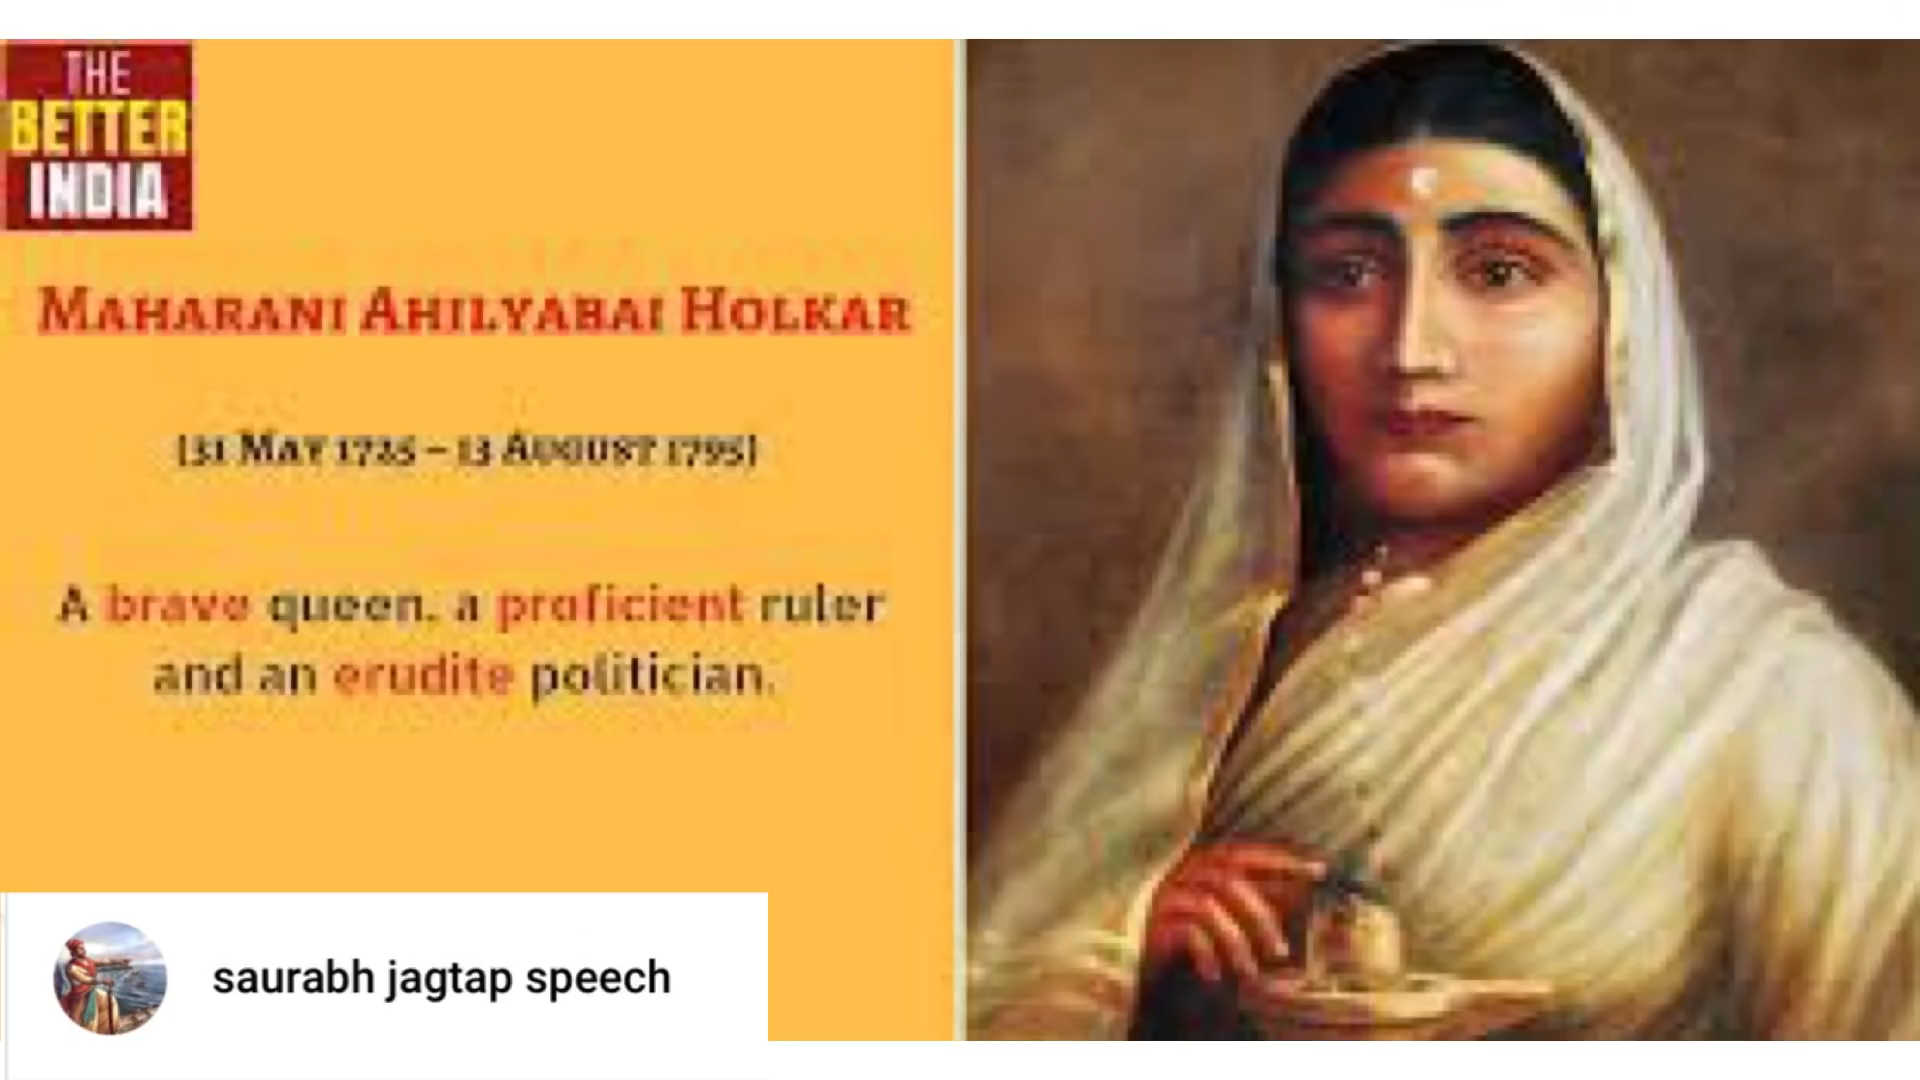 THE
BETTER
INDIA
MAHARANI AHILYABAI HOLKAR
(31 MAY 1725 – 13 AUGUST 1795)
A brave queen, a proficient ruler
and an erudite politician.
saurabh jagtap speech